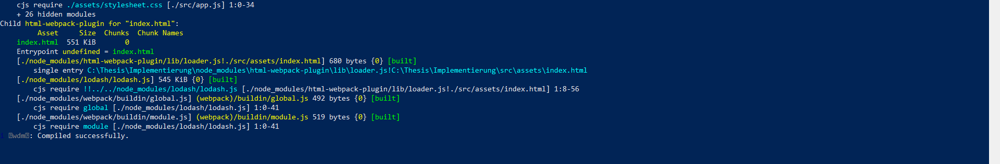 cjs require ./assets/stylesheet.css [./src/app.js] 1:0-34
+ 26 hidden modules
Child html-webpack-plugin for "index.html":
Asset Size Chunks Chunk Names
index.html 551 KiB 0
Entrypoint undefined = index.html
[./node_modules/html-webpack-plugin/lib/loader.js!./src/assets/index.html] 680 bytes {0} [built]
single entry C:\Thesis\Implementierung\node_modules\html-webpack-plugin\lib\loader.js!C:\Thesis\Implementierung\src\assets\index.html
[./node_modules/lodash/lodash.js] 545 KiB {0} [built]
cjs require !!../../node_modules/lodash/lodash.js [./node_modules/html-webpack-plugin/lib/loader.js!./src/assets/index.html] 1:8-56
[./node_modules/webpack/buildin/global.js] (webpack)/buildin/global.js 492 bytes {0} [built]
cjs require global [./node_modules/lodash/lodash.js] 1:0-41
[./node_modules/webpack/buildin/module.js] (webpack)/buildin/module.js 519 bytes {0} [built]
cjs require module [./node_modules/lodash/lodash.js] 1:0-41
i wdm: Compiled successfully.